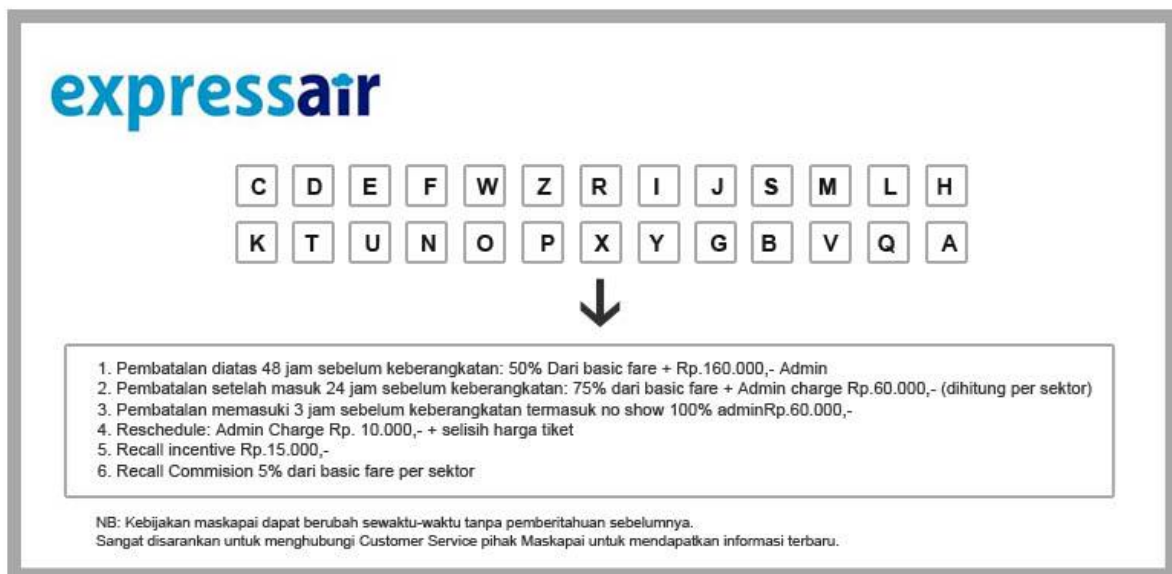 expressair
C D E F W Z R I J S M L H
K T U N O P X Y G B V Q A
1. Pembatalan diatas 48 jam sebelum keberangkatan: 50% Dari basic fare + Rp.160.000,- Admin
2. Pembatalan setelah masuk 24 jam sebelum keberangkatan: 75% dari basic fare + Admin charge Rp.60.000,- (dihitung per sektor)
3. Pembatalan memasuki 3 jam sebelum keberangkatan termasuk no show 100% adminRp.60.000,-
4. Reschedule: Admin Charge Rp. 10.000,- + selisih harga tiket
5. Recall incentive Rp.15.000,-
6. Recall Commision 5% dari basic fare per sektor
NB: Kebijakan maskapai dapat berubah sewaktu-waktu tanpa pemberitahuan sebelumnya.
Sangat disarankan untuk menghubungi Customer Service pihak Maskapai untuk mendapatkan informasi terbaru.